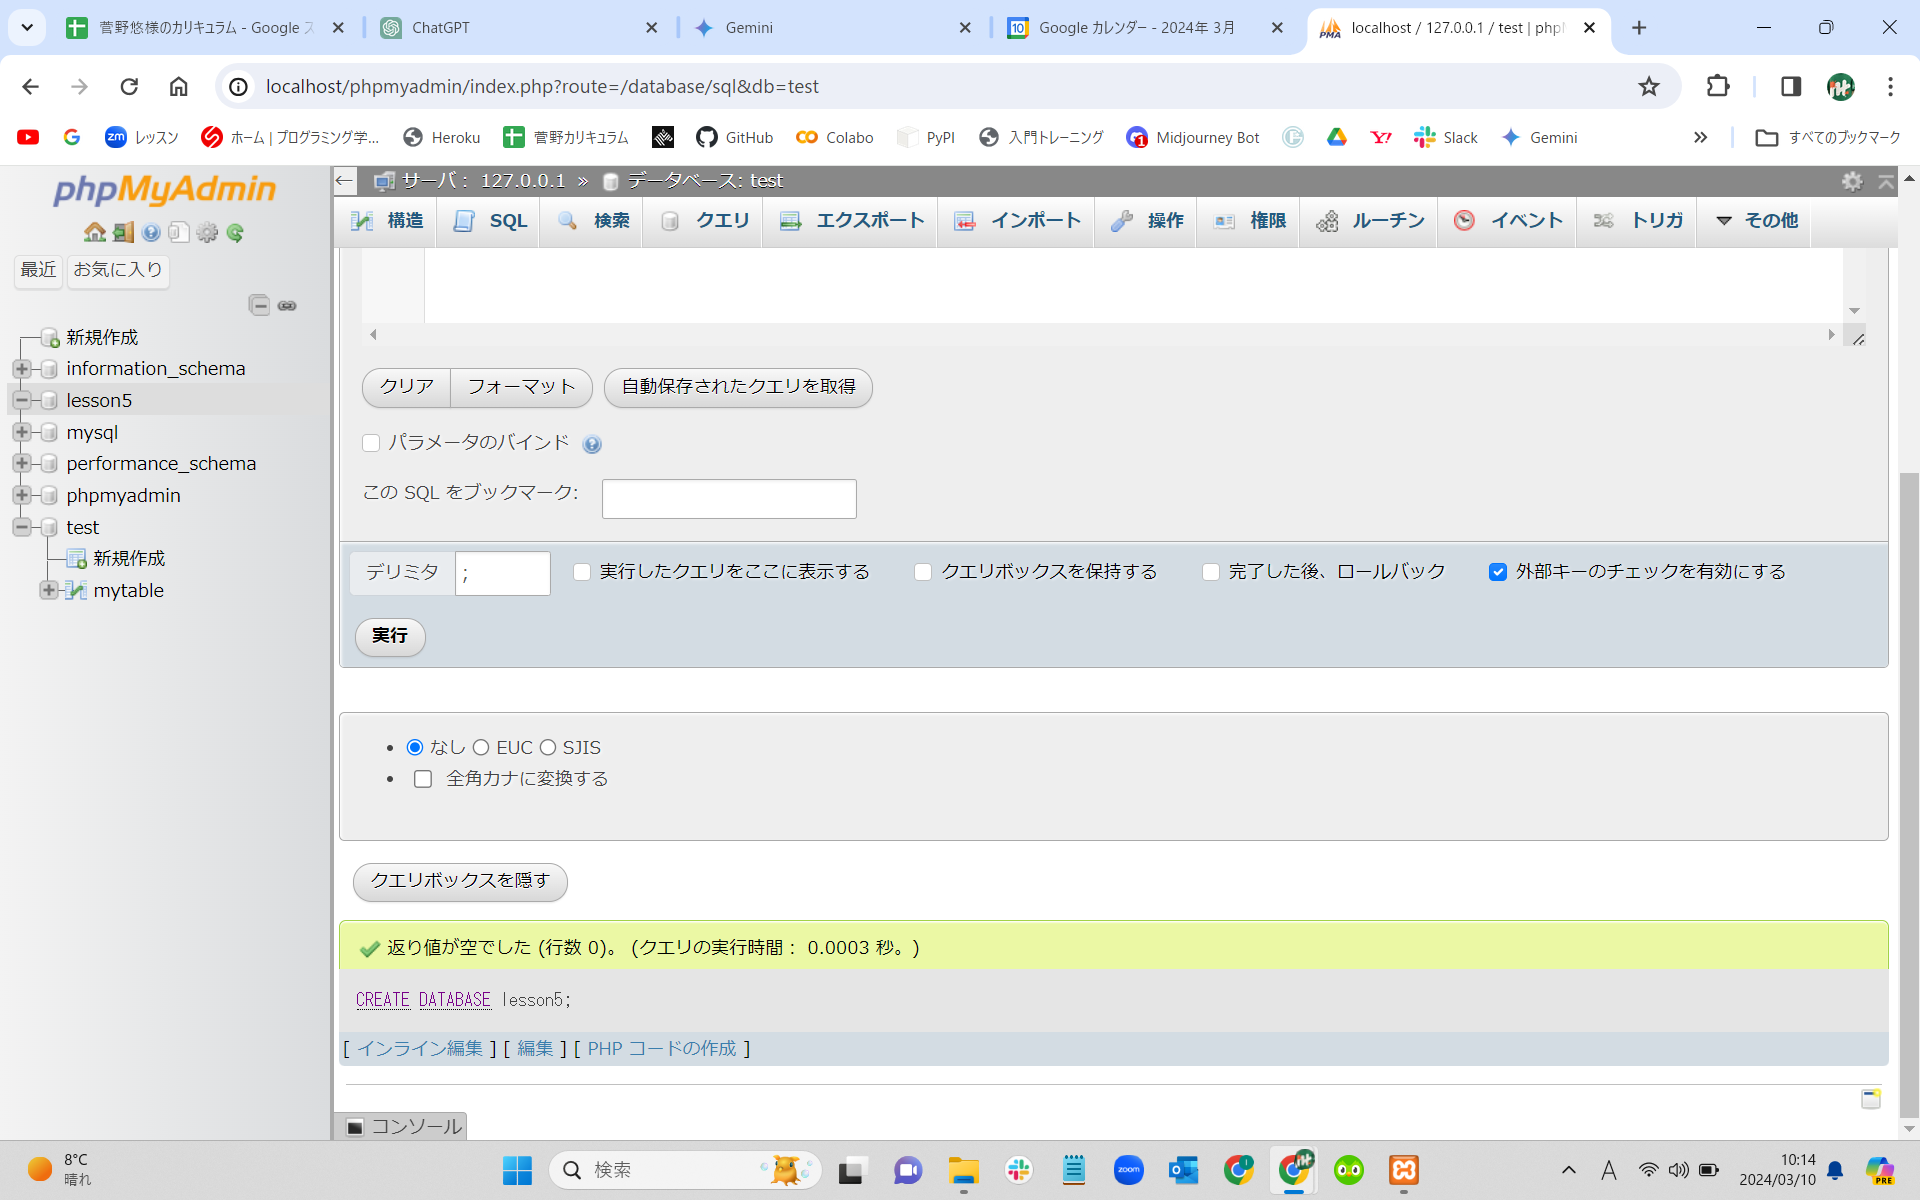 菅野悠様のカリキュラム - Google ス
ChatGPT
Gemini
Google カレンダー - 2024年 3月
localhost / 127.0.0.1 / test | php
localhost/phpmyadmin/index.php?route=/database/sql&db=test
zm レッスン
ホーム | プログラミング学...
Heroku
菅野カリキュラム
GitHub
Colabo
PyPI
入門トレーニング
Midjourney Bot
Slack
Gemini
すべてのブックマーク
phpMyAdmin
最近
お気に入り
新規作成
information_schema
lesson5
mysql
performance_schema
phpmyadmin
test
新規作成
mytable
サーバ: 127.0.0.1 » データベース: test
構造
SQL
検索
クエリ
エクスポート
インポート
操作
権限
ルーチン
イベント
トリガ
その他
クリア
フォーマット
自動保存されたクエリを取得
パラメータのバインド
この SQL をブックマーク:
デリミタ
;
実行したクエリをここに表示する
クエリボックスを保持する
完了した後、ロールバック
外部キーのチェックを有効にする
実行
なし EUC SJIS
全角カナに変換する
クエリボックスを隠す
返り値が空でした (行数 0)。 (クエリの実行時間: 0.0003 秒。)
CREATE DATABASE lesson5;
[ インライン編集 ] [ 編集 ] [ PHP コードの作成 ]
コンソール
8°C
晴れ
検索
zoom
A
10:14
2024/03/10
PRE